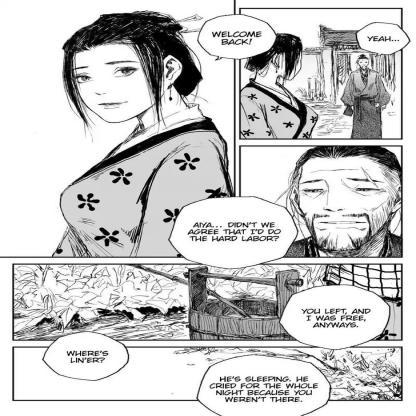 WELCOME
BACK!
YEAH...
AIYA... DIDN'T WE
AGREE THAT I'D DO
THE HARD LABOR?
YOU LEFT, AND
I WAS FREE,
ANYWAYS.
WHERE'S
LIN'ER?
HE'S SLEEPING. HE
CRIED FOR THE WHOLE
NIGHT BECAUSE YOU
WEREN'T THERE.